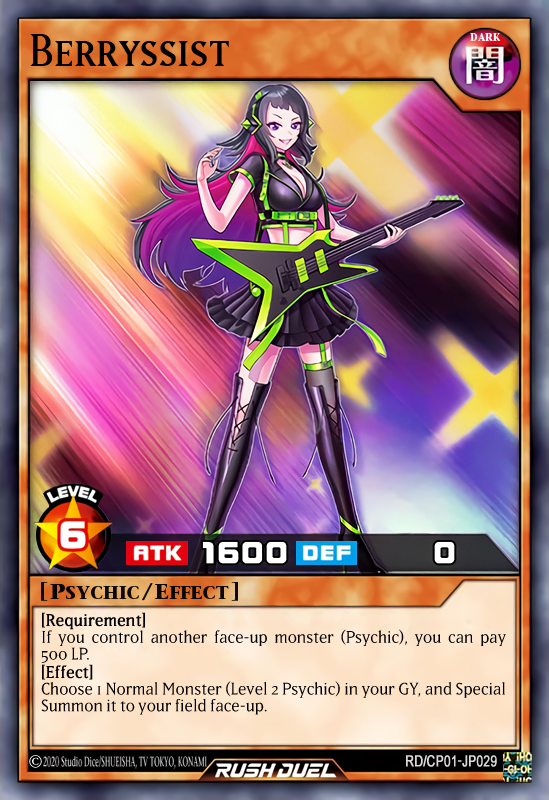 BERRYSSIST
DARK
闇
LEVEL
6
ATK 1600 DEF 0
[PSYCHIC/EFFECT]
[Requirement]
If you control another face-up monster (Psychic), you can pay
500 LP.
[Effect]
Choose 1 Normal Monster (Level 2 Psychic) in your GY, and Special
Summon it to your field face-up.
©2020 Studio Dice/SHUEISHA, TV TOKYO, KONAMI
RUSH DUEL
RD/CP01-JP029